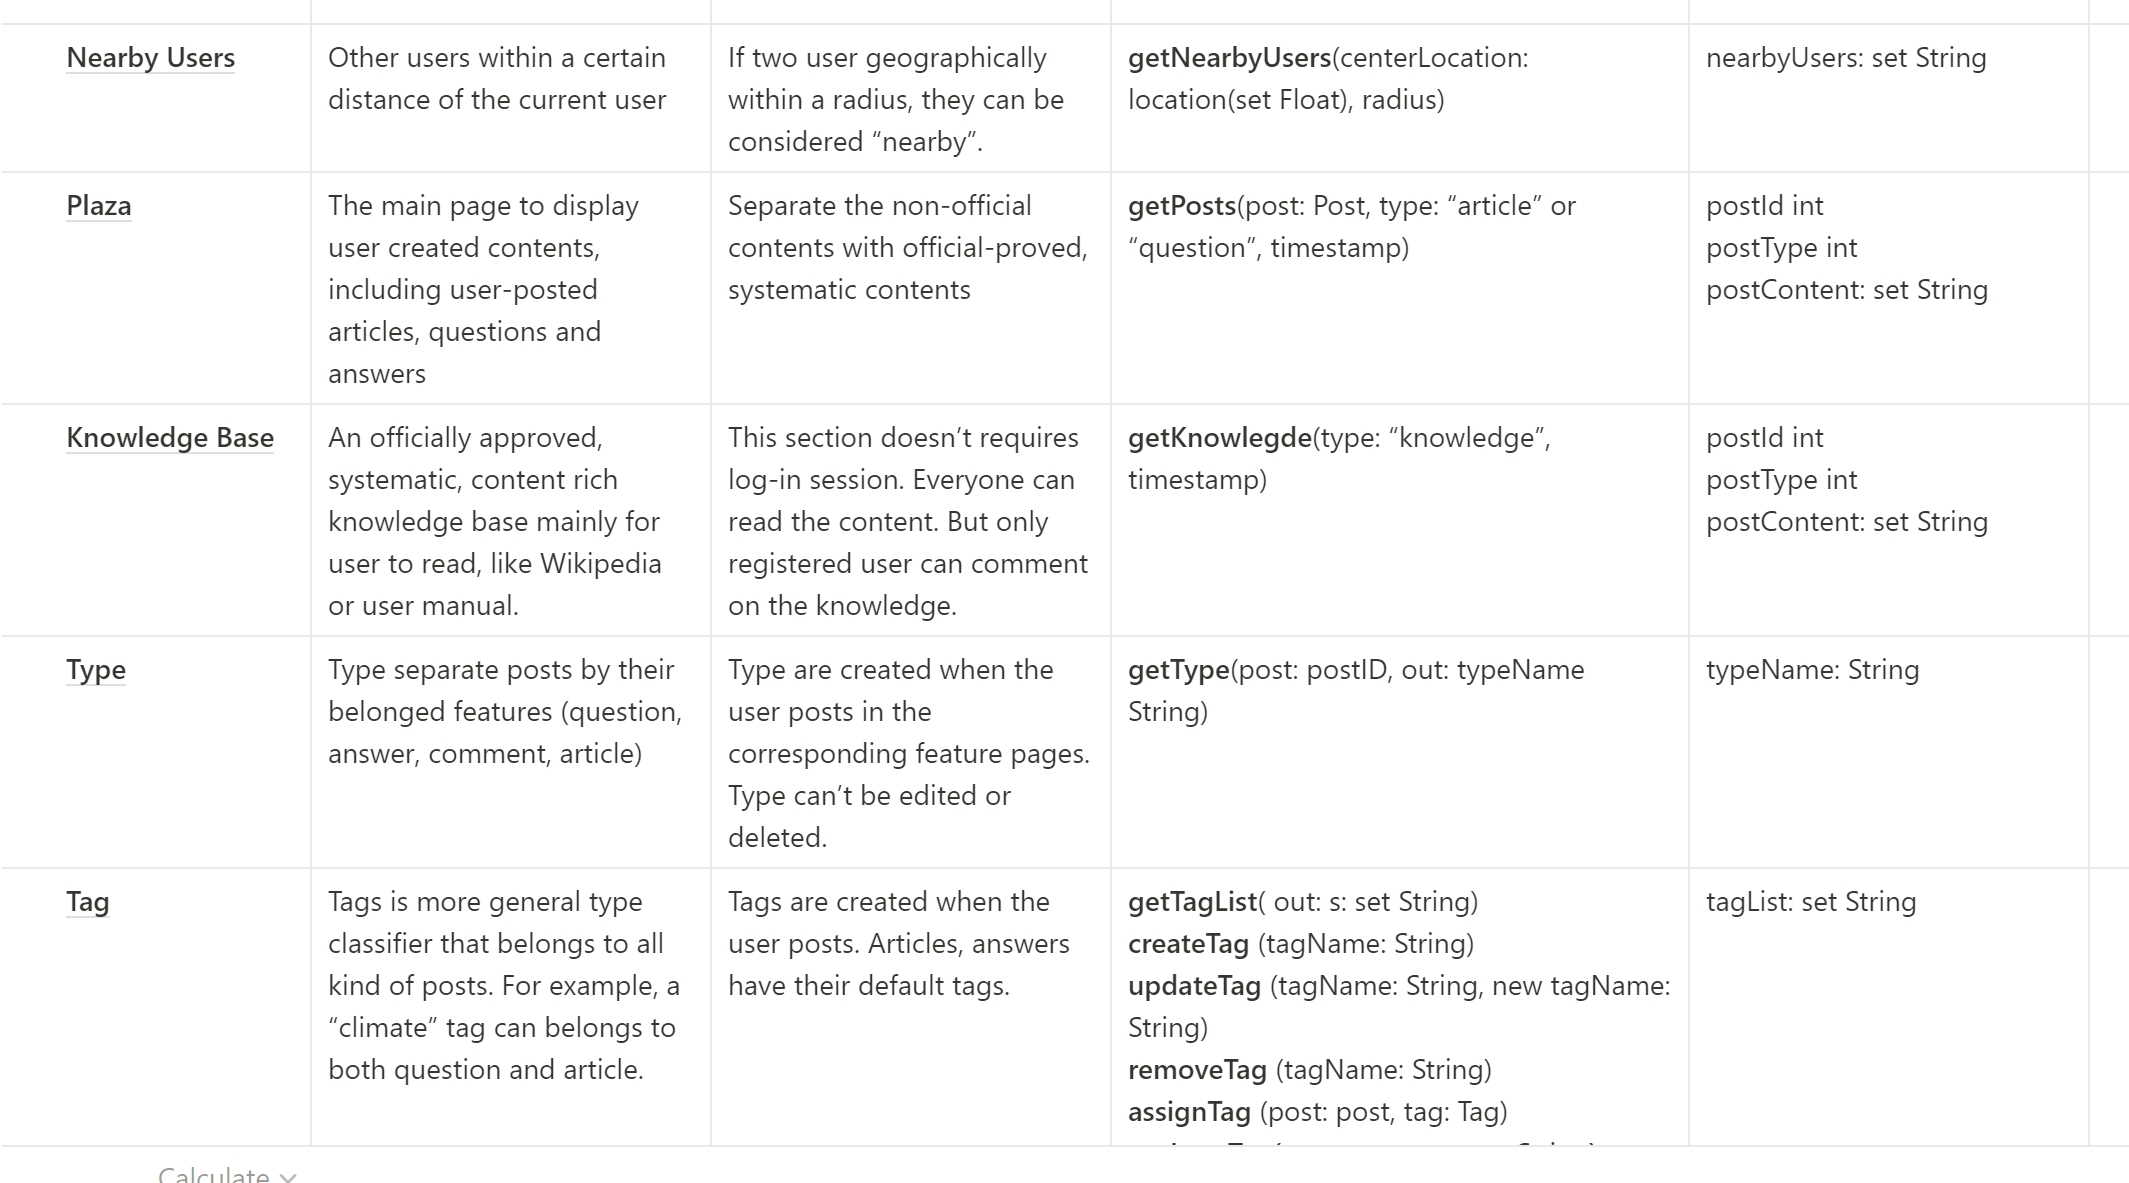 Nearby Users
Other users within a certain
distance of the current user
If two user geographically
within a radius, they can be
considered “nearby”.
getNearbyUsers(centerLocation:
location(set Float), radius)
nearbyUsers: set String
Plaza
The main page to display
user created contents,
including user-posted
articles, questions and
answers
Separate the non-official
contents with official-proved,
systematic contents
getPosts(post: Post, type: “article” or
“question”, timestamp)
postId int
postType int
postContent: set String
Knowledge Base
An officially approved,
systematic, content rich
knowledge base mainly for
user to read, like Wikipedia
or user manual.
This section doesn’t requires
log-in session. Everyone can
read the content. But only
registered user can comment
on the knowledge.
getKnowlegde(type: “knowledge”,
timestamp)
postId int
postType int
postContent: set String
Type
Type separate posts by their
belonged features (question,
answer, comment, article)
Type are created when the
user posts in the
corresponding feature pages.
Type can’t be edited or
deleted.
getType(post: postID, out: typeName
String)
typeName: String
Tag
Tags is more general type
classifier that belongs to all
kind of posts. For example, a
“climate” tag can belongs to
both question and article.
Tags are created when the
user posts. Articles, answers
have their default tags.
getTagList( out: s: set String)
createTag (tagName: String)
updateTag (tagName: String, new tagName:
String)
removeTag (tagName: String)
assignTag (post: post, tag: Tag)
tagList: set String
Calculate